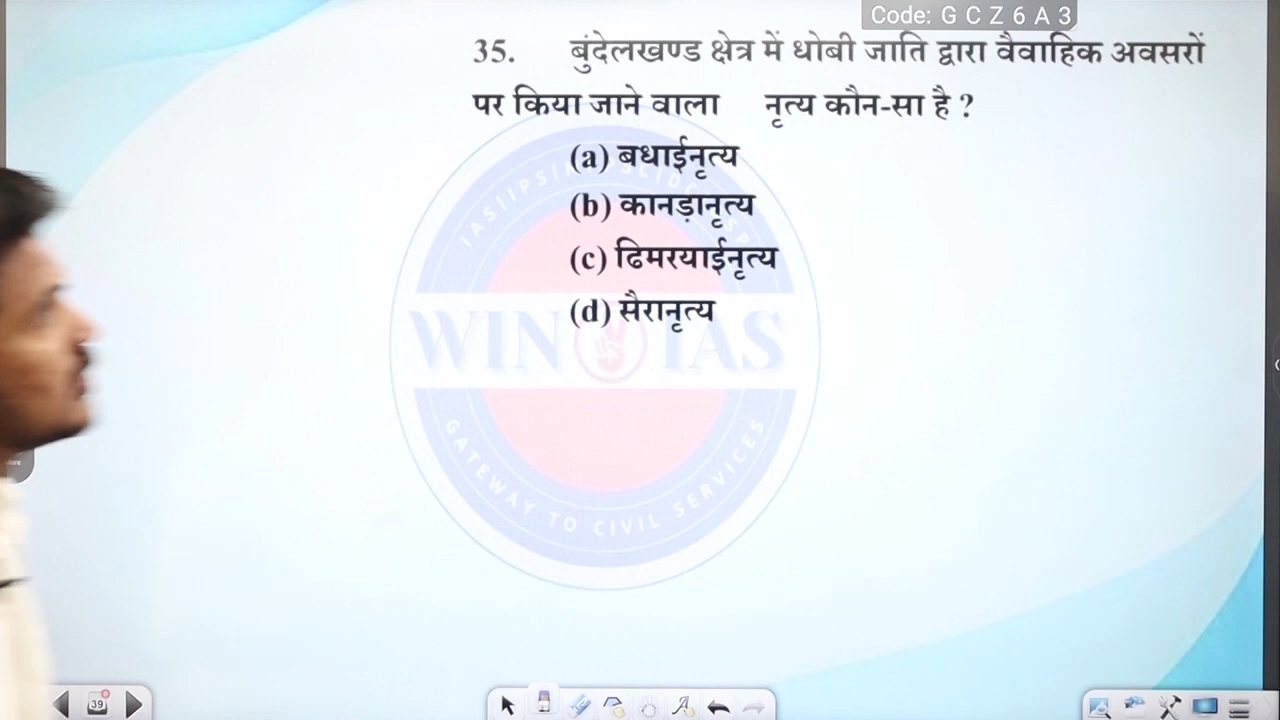 Code: G C Z 6 A 3
35. बुंदेलखण्ड क्षेत्र में धोबी जाति द्वारा वैवाहिक अवसरों
पर किया जाने वाला नृत्य कौन-सा है ?
(a) बधाईनृत्य
(b) कानड़ानृत्य
(c) ढिमरयाईनृत्य
(d) सैरानृत्य
WIN IAS
GATEWAY TO CIVIL SERVICES
39